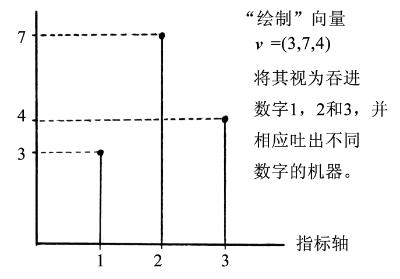 “绘制”向量
v =(3,7,4)
将其视为吞进
数字1，2和3，并
相应吐出不同
数字的机器。
7
4
3
1 2 3
指标轴